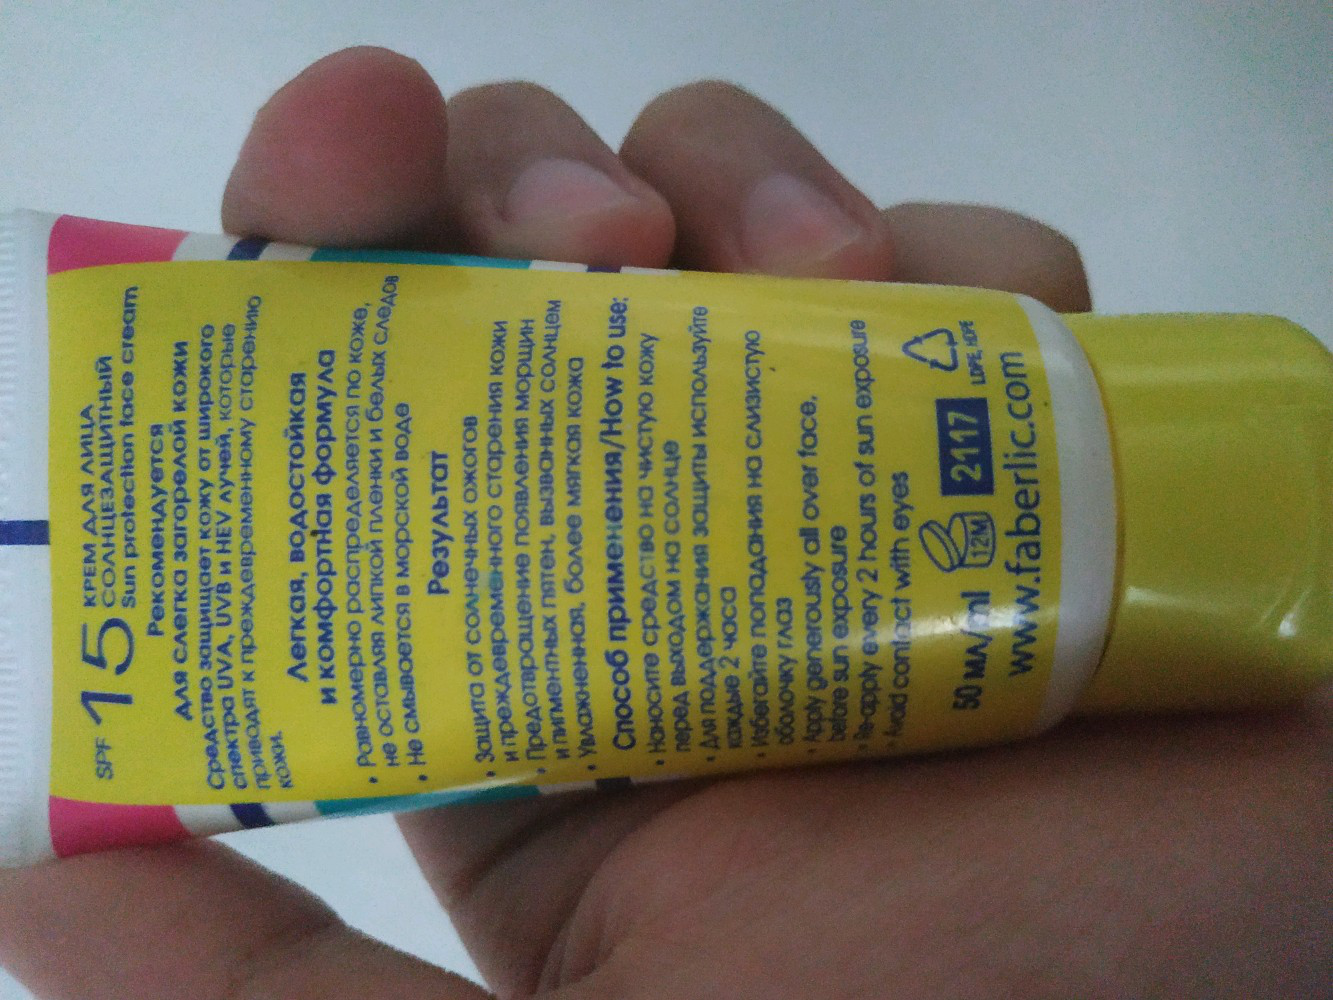 SPF 15
КРЕМ ДЛЯ ЛИЦА
СОЛНЦЕЗАЩИТНЫЙ
Sun protection face cream
Рекомендуется
для слегка загорелой кожи
Средство защищает кожу от широкого
спектра UVA, UVB и HEV лучей, которые
приводят к преждевременному старению
кожи.
Легкая, водостойкая
и комфортная формула
• Равномерно распределяется по коже,
не оставляя липкой пленки и белых следов
• Не смывается в морской воде
Результат
• Защита от солнечных ожогов
и преждевременного старения кожи
• Предотвращение появления морщин
и пигментных пятен, вызванных солнцем
• Увлажненная, более мягкая кожа
Способ применения/How to use:
• Наносите средство на чистую кожу
перед выходом на солнце
• Для поддержания защиты используйте
каждые 2 часа
• Избегайте попадания на слизистую
оболочку глаз
• Apply generously all over face,
before sun exposure
• Re-apply every 2 hours of sun exposure
• Avoid contact with eyes
50 мл/ml 12M 2117 LDPE, HDPE
www.faberlic.com